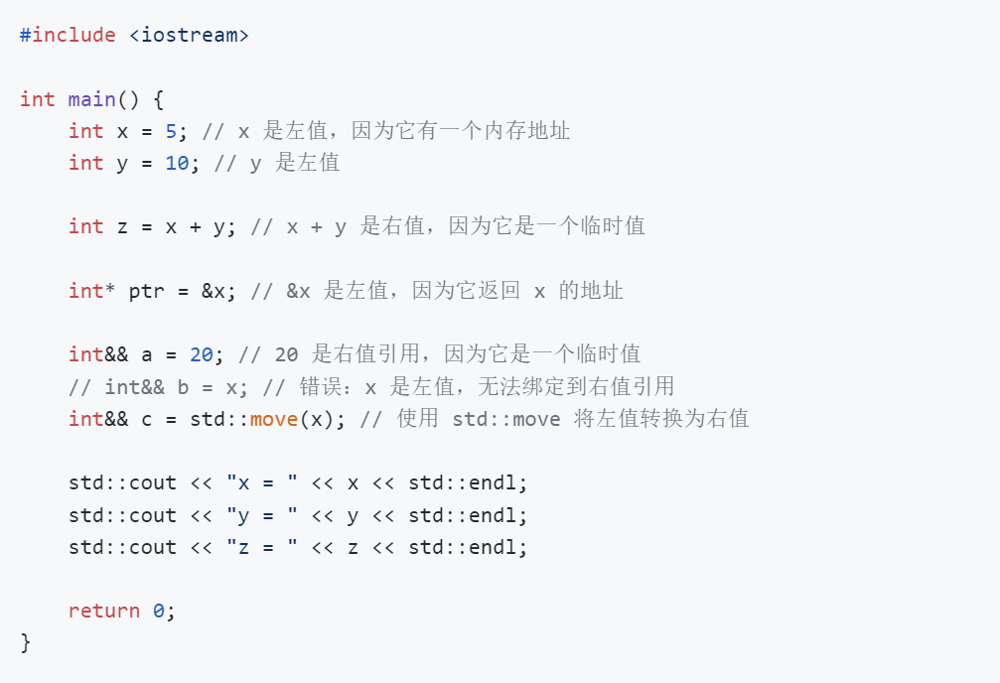 #include <iostream>

int main() {
    int x = 5; // x 是左值，因为它有一个内存地址
    int y = 10; // y 是左值

    int z = x + y; // x + y 是右值，因为它是一个临时值

    int* ptr = &x; // &x 是左值，因为它返回 x 的地址

    int&& a = 20; // 20 是右值引用，因为它是一个临时值
    // int&& b = x; // 错误：x 是左值，无法绑定到右值引用
    int&& c = std::move(x); // 使用 std::move 将左值转换为右值

    std::cout << "x = " << x << std::endl;
    std::cout << "y = " << y << std::endl;
    std::cout << "z = " << z << std::endl;

    return 0;
}